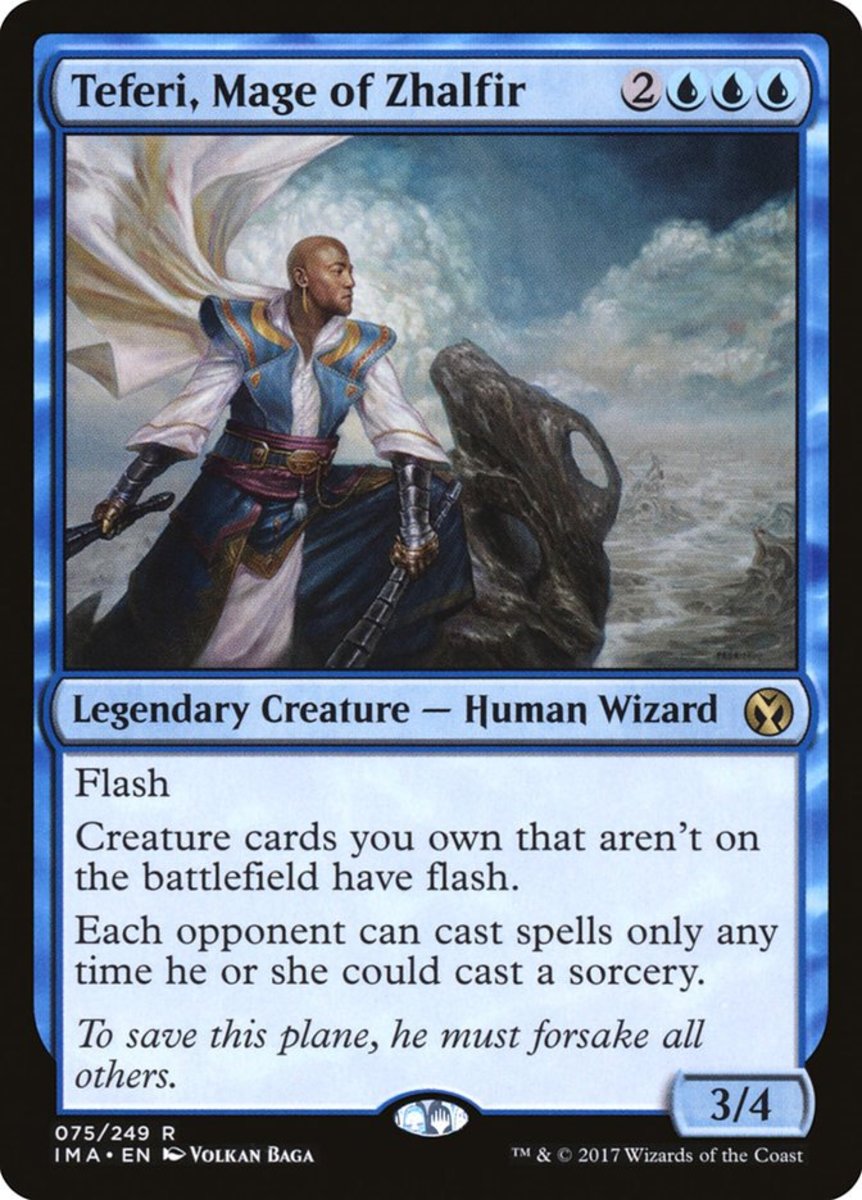 Teferi, Mage of Zhalfir 2
Legendary Creature — Human Wizard
Flash
Creature cards you own that aren't on
the battlefield have flash.
Each opponent can cast spells only any
time he or she could cast a sorcery.
To save this plane, he must forsake all
others.
3/4
075/249 R
IMA • EN VOLKAN BAGA
™ & © 2017 Wizards of the Coast